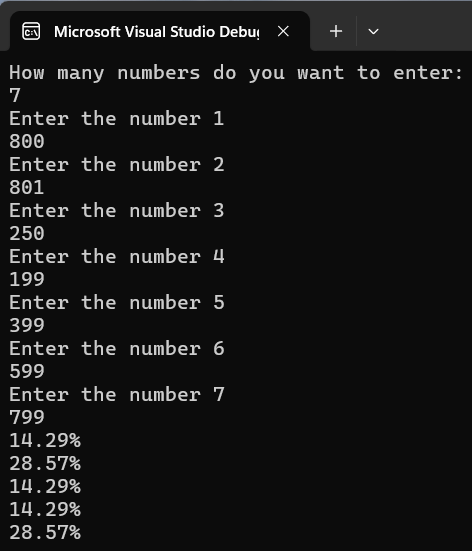 Microsoft Visual Studio Debu
How many numbers do you want to enter:
7
Enter the number 1
800
Enter the number 2
801
Enter the number 3
250
Enter the number 4
199
Enter the number 5
399
Enter the number 6
599
Enter the number 7
799
14.29%
28.57%
14.29%
14.29%
28.57%